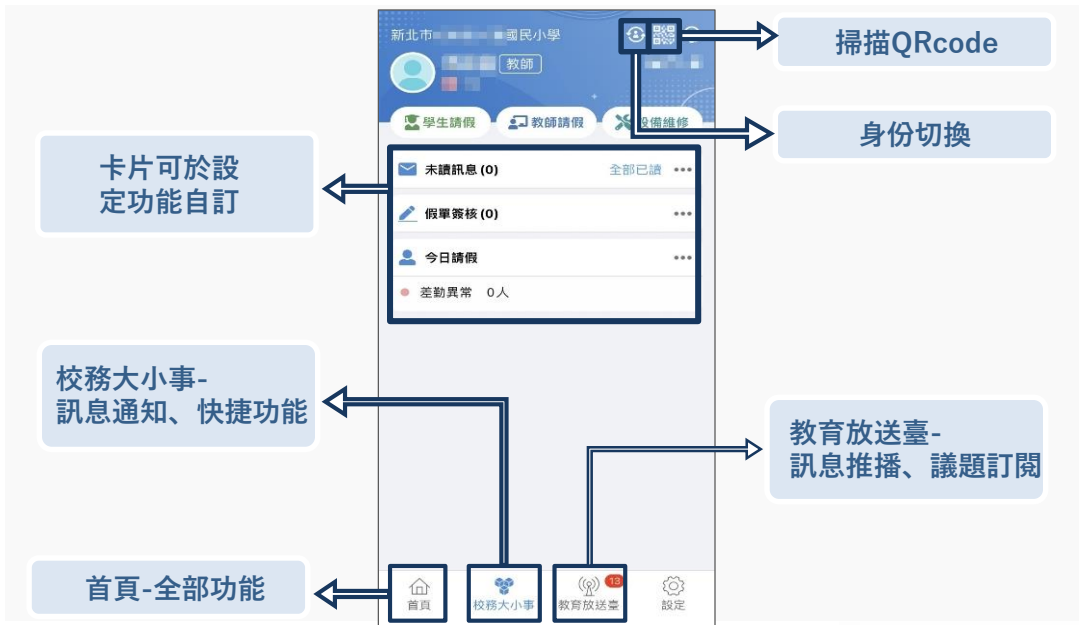 新北市
國民小學
教師
學生請假
教師請假
設備維修
未讀訊息 (0)
全部已讀
假單簽核 (0)
今日請假
差勤異常 0人
首頁
校務大小事
教育放送臺
13
設定
掃描QRcode
身份切換
卡片可於設
定功能自訂
校務大小事-
訊息通知、快捷功能
教育放送臺-
訊息推播、議題訂閱
首頁-全部功能